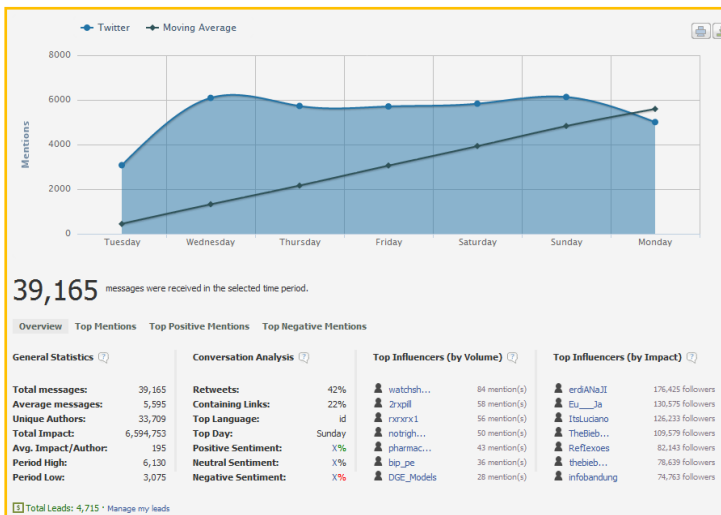 Twitter Moving Average
8000
6000
4000
2000
0
Mentions
Tuesday Wednesday Thursday Friday Saturday Sunday Monday
39,165 messages were received in the selected time period.
Overview Top Mentions Top Positive Mentions Top Negative Mentions
General Statistics ?
Total messages: 39,165
Average messages: 5,595
Unique Authors: 33,709
Total Impact: 6,594,753
Avg. Impact/Author: 195
Period High: 6,130
Period Low: 3,075
Conversation Analysis ?
Retweets: 42%
Containing Links: 22%
Top Language: id
Top Day: Sunday
Positive Sentiment: X%
Neutral Sentiment: X%
Negative Sentiment: X%
Top Influencers (by Volume) ?
watchsh... 84 mention(s)
2rxpill 58 mention(s)
rxrxrx1 56 mention(s)
notrigh... 50 mention(s)
pharmac... 43 mention(s)
bip_pe 36 mention(s)
DGE_Models 28 mention(s)
Top Influencers (by Impact) ?
erdiANaJI 176,425 followers
Eu___Ja 130,575 followers
ItsLuciano 126,233 followers
TheBieb... 109,579 followers
Reflexoes 82,143 followers
thebieb... 78,639 followers
infobandung 74,763 followers
$ Total Leads: 4,715 · Manage my leads